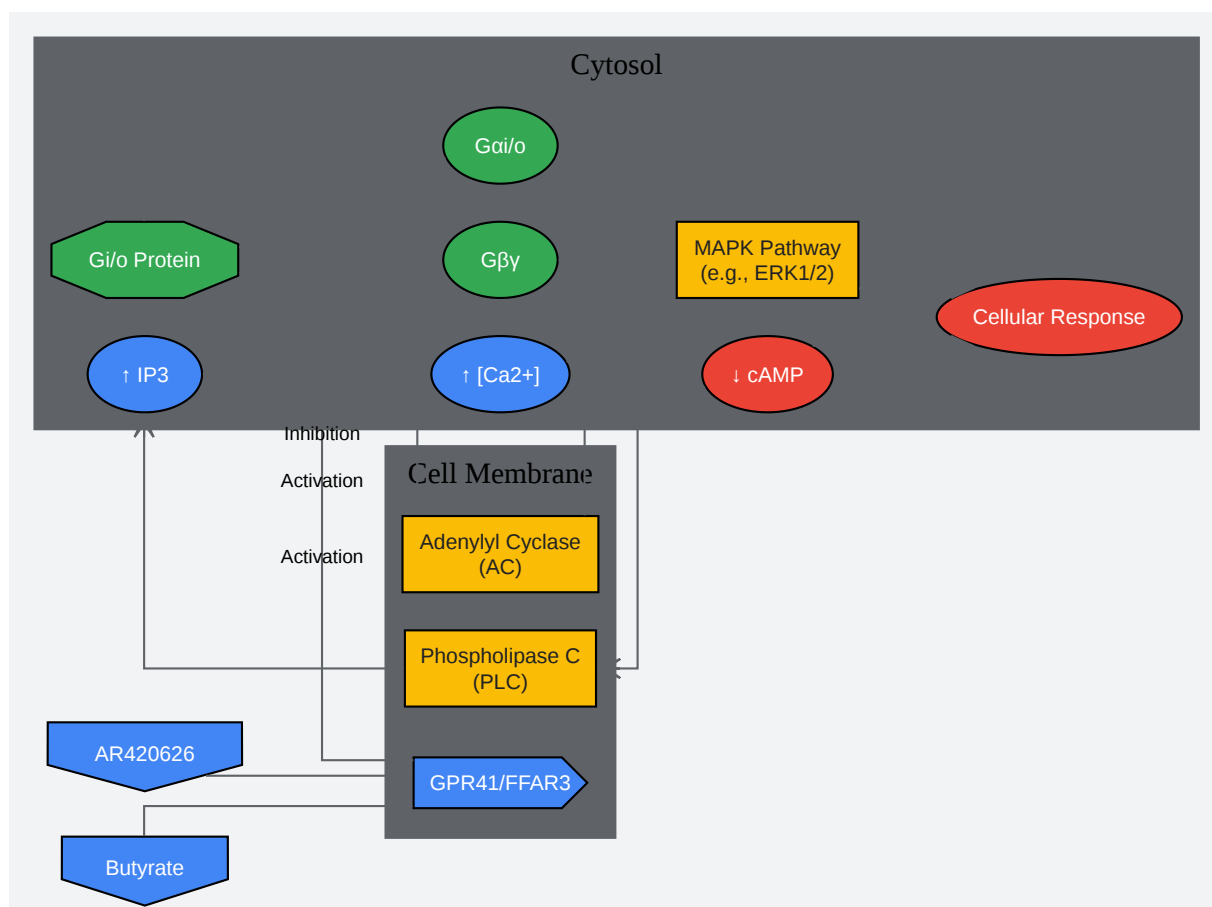 Cytosol
Gαi/o
Gi/o Protein
Gβγ
MAPK Pathway
(e.g., ERK1/2)
Cellular Response
↑ IP3
↑ [Ca2+]
↓ cAMP
Inhibition
Activation
Activation
Cell Membrane
Adenylyl Cyclase
(AC)
Phospholipase C
(PLC)
AR420626
GPR41/FFAR3
Butyrate